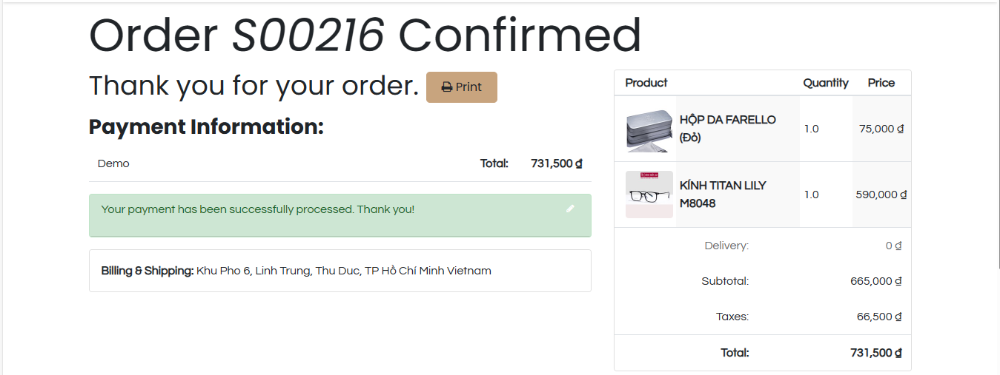 Order S00216 Confirmed
Thank you for your order.
Print
Payment Information:
Demo Total: 731,500 ₫
Your payment has been successfully processed. Thank you!
Billing & Shipping: Khu Pho 6, Linh Trung, Thu Duc, TP Hồ Chí Minh Vietnam
Product Quantity Price
HỘP DA FARELLO
(Đỏ)
1.0 75,000 ₫
KÍNH TITAN LILY
M8048
1.0 590,000 ₫
Delivery: 0 ₫
Subtotal: 665,000 ₫
Taxes: 66,500 ₫
Total: 731,500 ₫